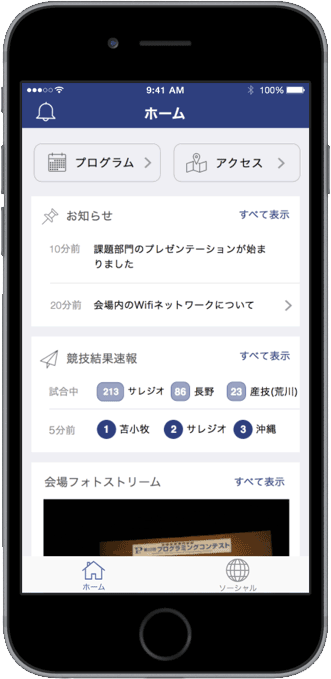 9:41 AM 100%
ホーム
プログラム アクセス
お知らせ すべて表示
10分前 課題部門のプレゼンテーションが始ま
りました
20分前 会場内のWifiネットワークについて
競技結果速報 すべて表示
試合中 213 サレジオ 86 長野 23 産技(荒川)
5分前 1 苫小牧 2 サレジオ 3 沖縄
会場フォトストリーム すべて表示
プログラミングコンテスト
ホーム ソーシャル